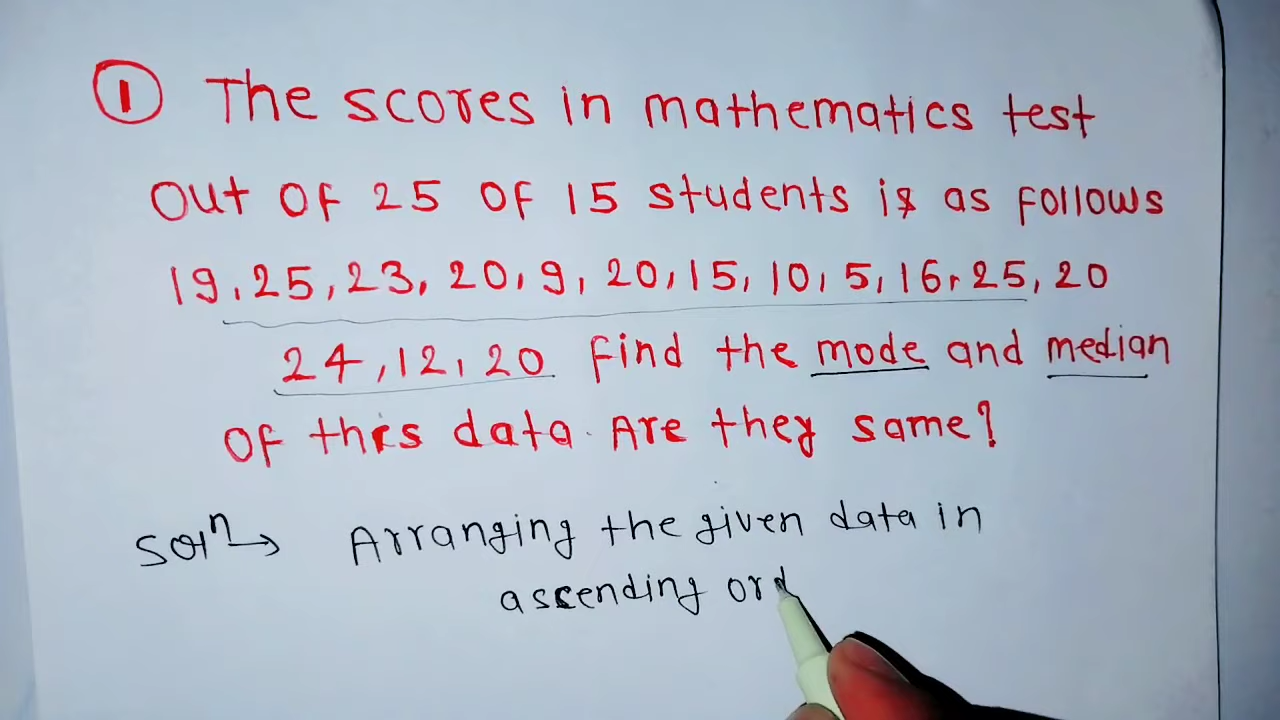 1 The scores in mathematics test
Out OF 25 OF 15 students is as follows
19, 25, 23, 20, 9, 20, 15, 10, 5, 16, 25, 20
24, 12, 20 Find the mode and median
OF this data. Are they same?
Solⁿ → Arranging the given data in
ascending ord